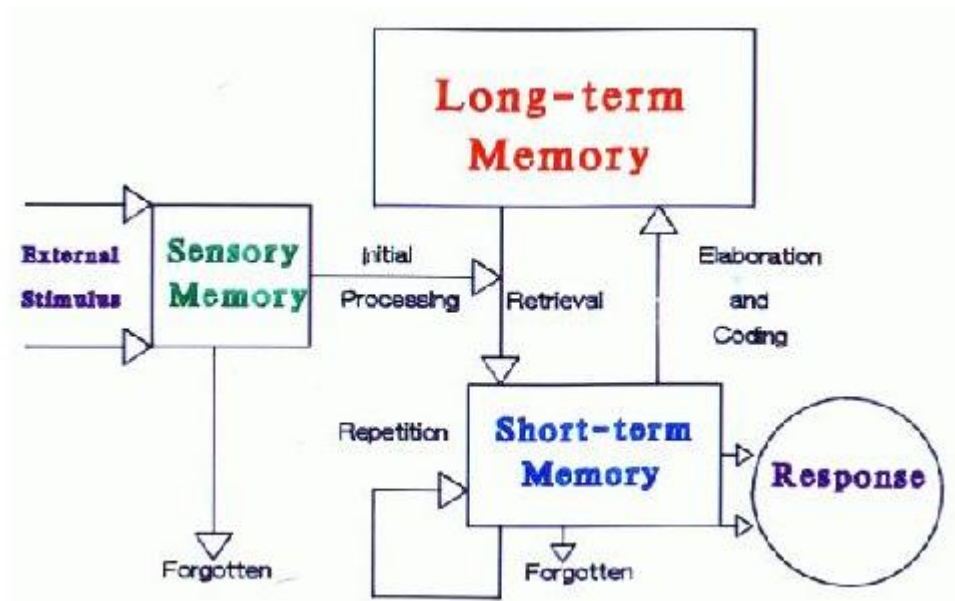 Long-term
Memory
External
Stimulus
Sensory
Memory
Initial
Processing
Retrieval
Elaboration
and
Coding
Repetition
Short-term
Memory
Response
Forgotten
Forgotten